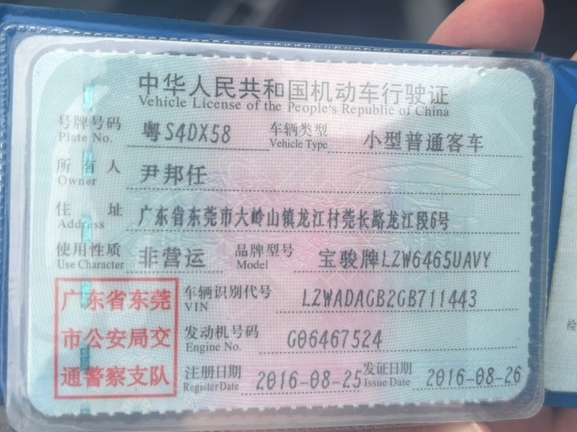 中华人民共和国机动车行驶证
Vehicle License of the People's Republic of China
号牌号码 粤S4DX58 车辆类型 小型普通客车
Plate No. Vehicle Type
所有人 尹邦任
Owner
住址 广东省东莞市大岭山镇龙江村莞长路龙江段6号
Address
使用性质 非营运 品牌型号 宝骏牌LZW6465UAVY
Use Character Model
广东省东莞
市公安局交
通警察支队
车辆识别代号 LZWADAGB2GB711443
VIN
发动机号码 G06467524
Engine No.
注册日期 2016-08-25 发证日期 2016-08-26
Register Date Issue Date